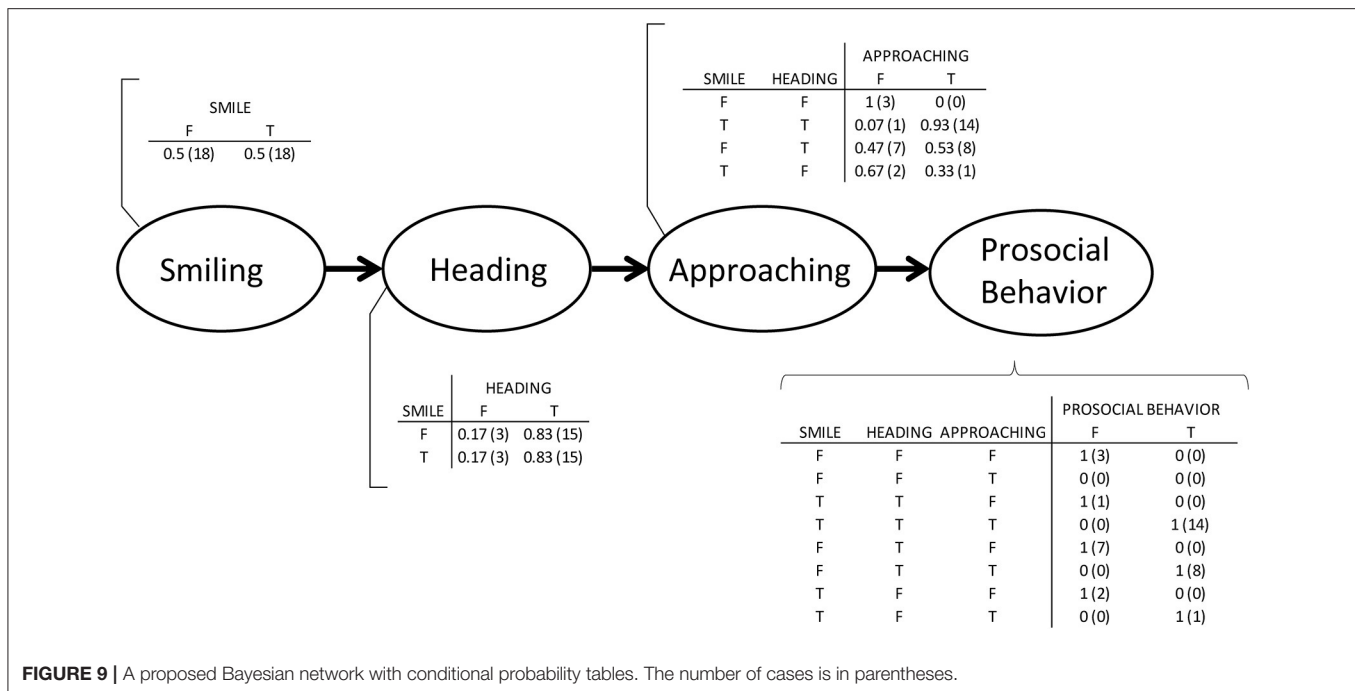 APPROACHING
SMILE HEADING F T
F F 1 (3) 0 (0)
T T 0.07 (1) 0.93 (14)
F T 0.47 (7) 0.53 (8)
T F 0.67 (2) 0.33 (1)
SMILE
F T
0.5 (18) 0.5 (18)
Smiling
Heading
Approaching
Prosocial
Behavior
HEADING
SMILE F T
F 0.17 (3) 0.83 (15)
T 0.17 (3) 0.83 (15)
PROSOCIAL BEHAVIOR
SMILE HEADING APPROACHING F T
F F F 1 (3) 0 (0)
F F T 0 (0) 0 (0)
T T F 1 (1) 0 (0)
T T T 0 (0) 1 (14)
F T F 1 (7) 0 (0)
F T T 0 (0) 1 (8)
T F F 1 (2) 0 (0)
T F T 0 (0) 1 (1)
FIGURE 9 | A proposed Bayesian network with conditional probability tables. The number of cases is in parentheses.